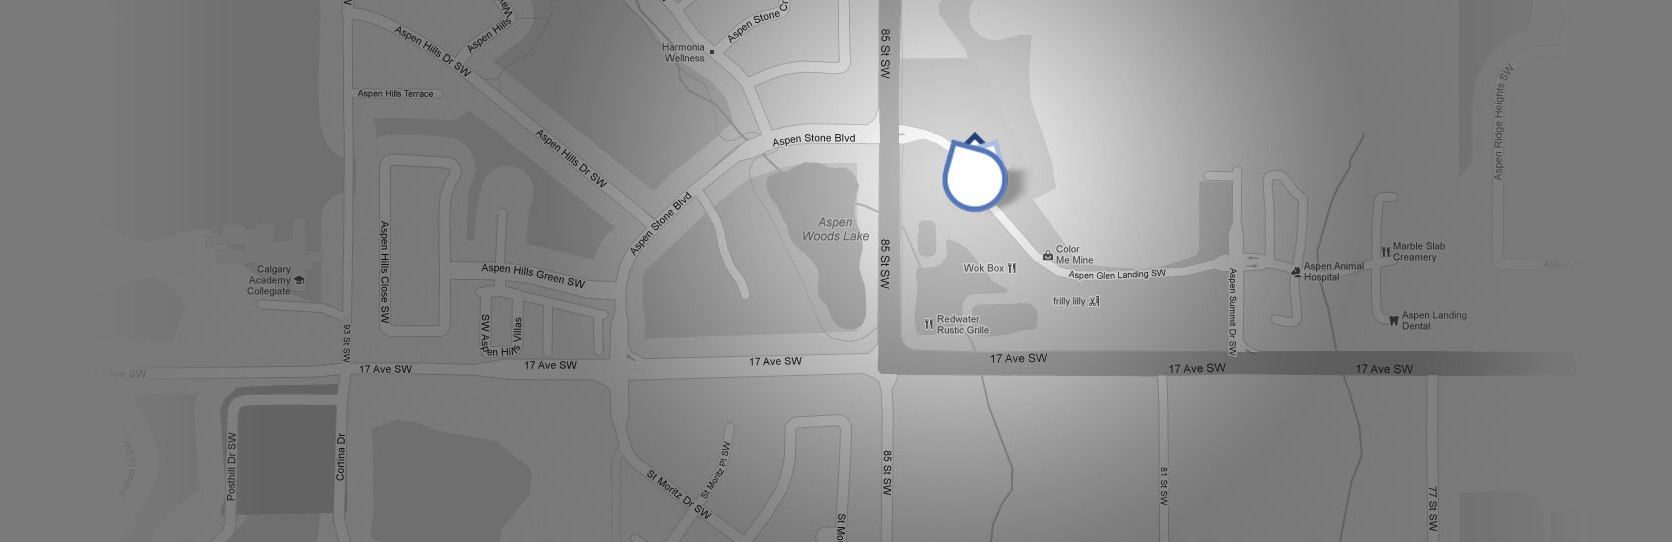 Aspen Hills
Aspen Stone
Aspen Hills Dr SW
Harmonia
Wellness
85 St SW
Aspen Hills Terrace
Aspen Ridge Heights SW
Aspen Stone Blvd
Aspen Hills Dr SW
Aspen Stone Blvd
Aspen
Woods Lake
85 St SW
Aspen Hills Close SW
Calgary
Academy
Collegiate
Aspen Hills Green SW
Color
Me Mine
Wok Box
Aspen Glen Landing SW
Marble Slab
Creamery
Aspen Animal
Hospital
Aspen
frilly lilly
Redwater
Rustic Grille
Aspen Summit Dr SW
Aspen Landing
Dental
93 St SW
SW Aspen Hills Villas
17 Ave SW
17 Ave SW
17 Ave SW
17 Ave SW
17 Ave SW
17 Ave SW
17 Ave SW
Posthill Dr SW
Cortina Dr
St Moritz Dr SW
St Moritz Pl SW
85 St SW
81 St SW
77 St SW